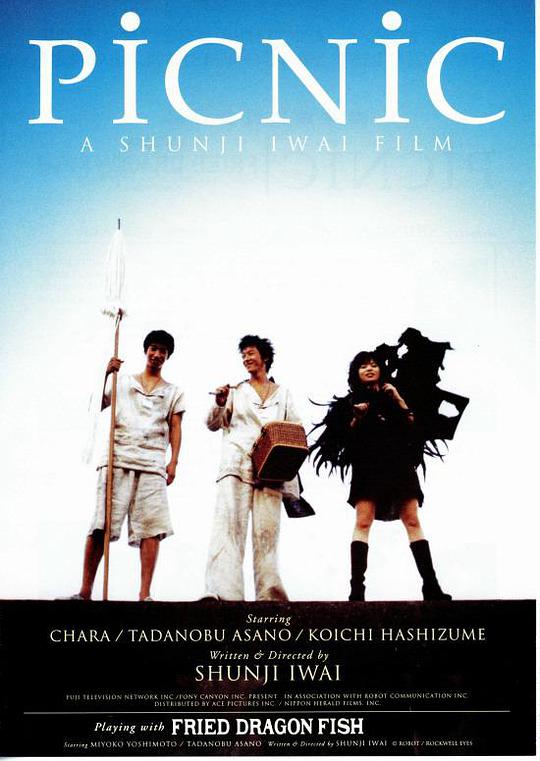 PiCNiC
A SHUNJI IWAI FILM
Starring
CHARA / TADANOBU ASANO / KOICHI HASHIZUME
Written & Directed by
SHUNJI IWAI
FUJI TELEVISION NETWORK INC./PONY CANYON INC. PRESENT IN ASSOCIATION WITH ROBOT COMMUNICATION INC.
DISTRIBUTED BY ACE PICTURES INC. / NIPPON HERALD FILMS, INC.
Playing with FRIED DRAGON FISH
Starring MIYOKO YOSHIMOTO / TADANOBU ASANO Written & Directed by SHUNJI IWAI © ROBOT / ROCKWELL EYES